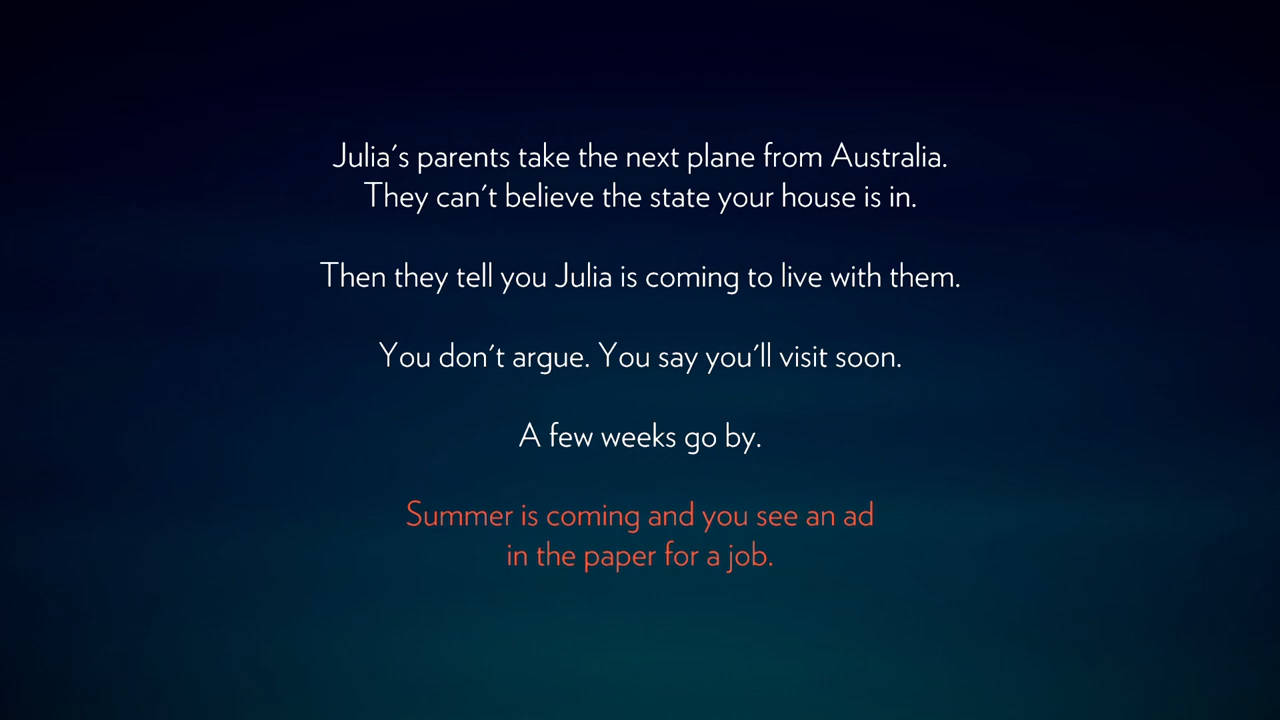 Julia's parents take the next plane from Australia.
They can't believe the state your house is in.
Then they tell you Julia is coming to live with them.
You don't argue. You say you'll visit soon.
A few weeks go by.
Summer is coming and you see an ad
in the paper for a job.